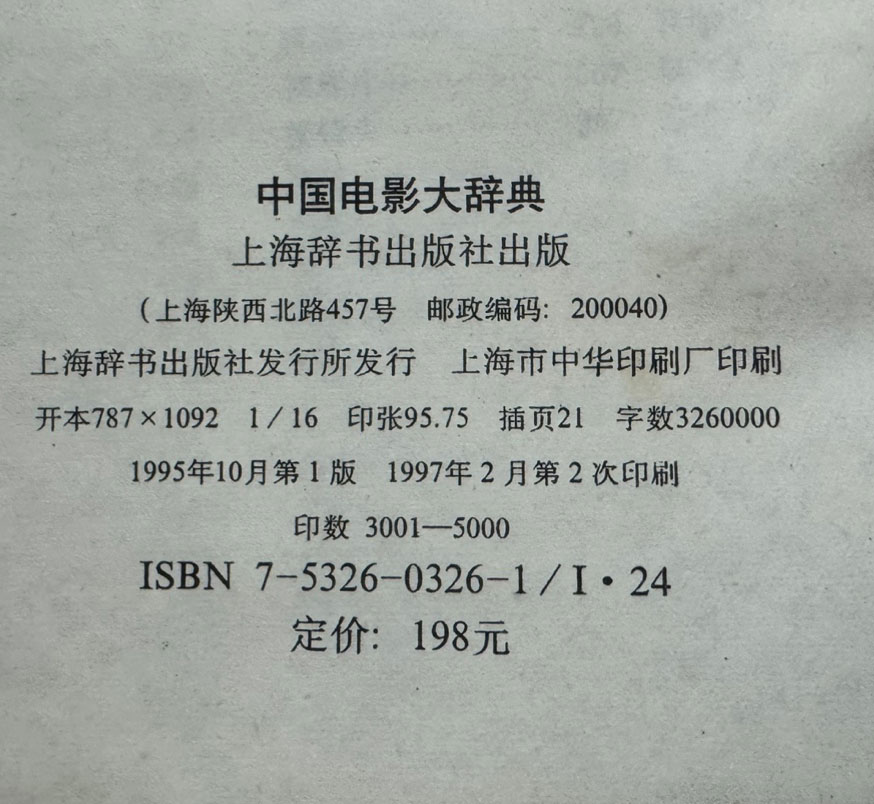 中国电影大辞典
上海辞书出版社出版
(上海陕西北路457号 邮政编码: 200040)
上海辞书出版社发行所发行 上海市中华印刷厂印刷
开本787×1092 1/16 印张95.75 插页21 字数3260000
1995年10月第1版 1997年2月第2次印刷
印数 3001—5000
ISBN 7-5326-0326-1/I·24
定价: 198元